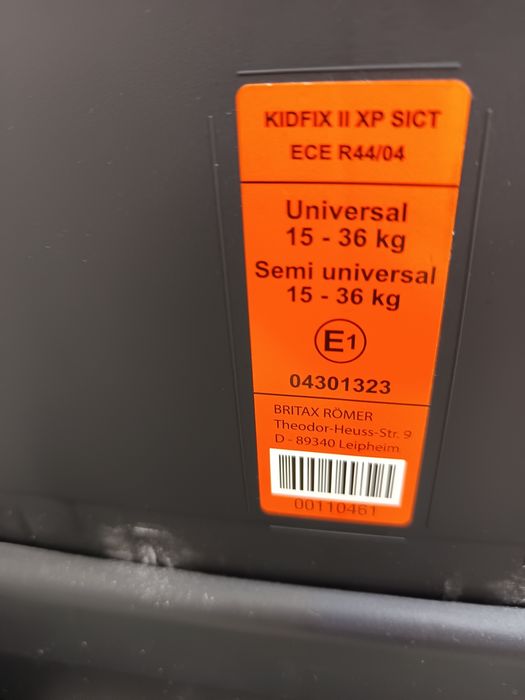 KIDFIX II XP SICT
ECE R44/04
Universal
15 - 36 kg
Semi universal
15 - 36 kg
E1
04301323
BRITAX RÖMER
Theodor-Heuss-Str. 9
D - 89340 Leipheim
00110461